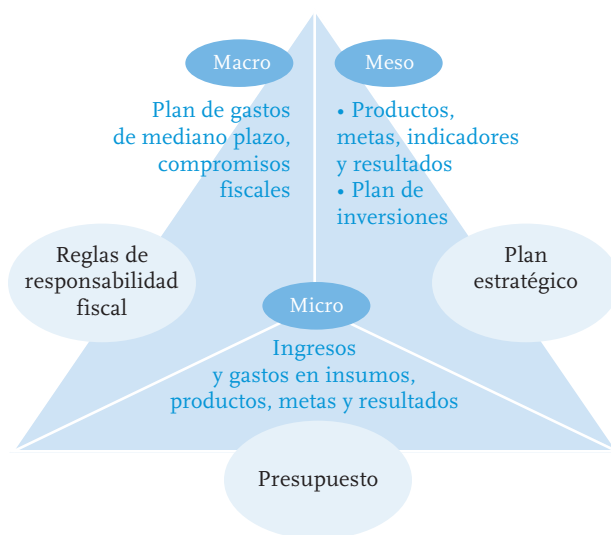 Macro
Plan de gastos
de mediano plazo,
compromisos
fiscales
Meso
• Productos,
metas, indicadores
y resultados
• Plan de
inversiones
Reglas de
responsabilidad
fiscal
Plan
estratégico
Micro
Ingresos
y gastos en insumos,
productos, metas y resultados
Presupuesto